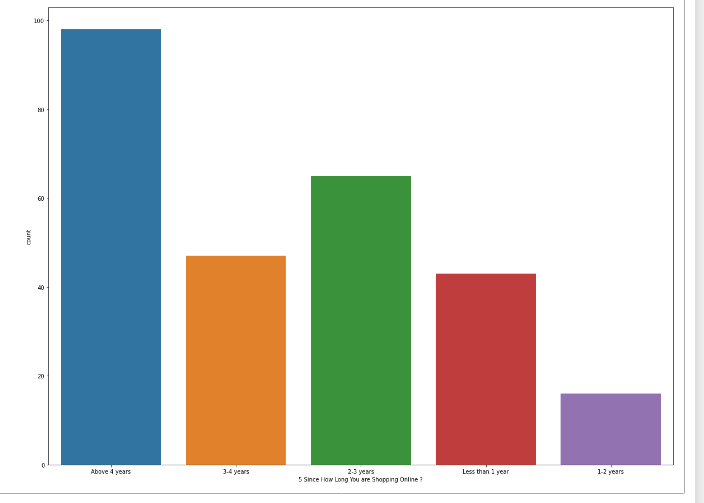 100
80
60
40
20
0
count
Above 4 years
3-4 years
2-3 years
Less than 1 year
1-2 years
5 Since How Long You are Shopping Online ?